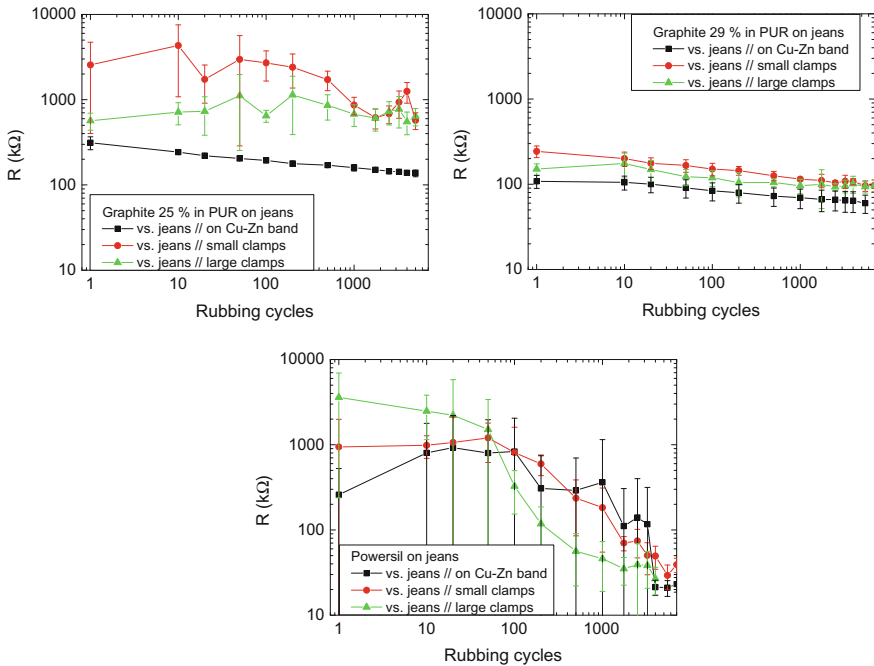 10000
1000
100
10
R (kΩ)
Graphite 25 % in PUR on jeans
vs. jeans // on Cu-Zn band
vs. jeans // small clamps
vs. jeans // large clamps
1 10 100 1000
Rubbing cycles
10000
1000
100
10
R (kΩ)
Graphite 29 % in PUR on jeans
vs. jeans // on Cu-Zn band
vs. jeans // small clamps
vs. jeans // large clamps
1 10 100 1000
Rubbing cycles
10000
1000
100
10
R (kΩ)
Powersil on jeans
vs. jeans // on Cu-Zn band
vs. jeans // small clamps
vs. jeans // large clamps
1 10 100 1000
Rubbing cycles